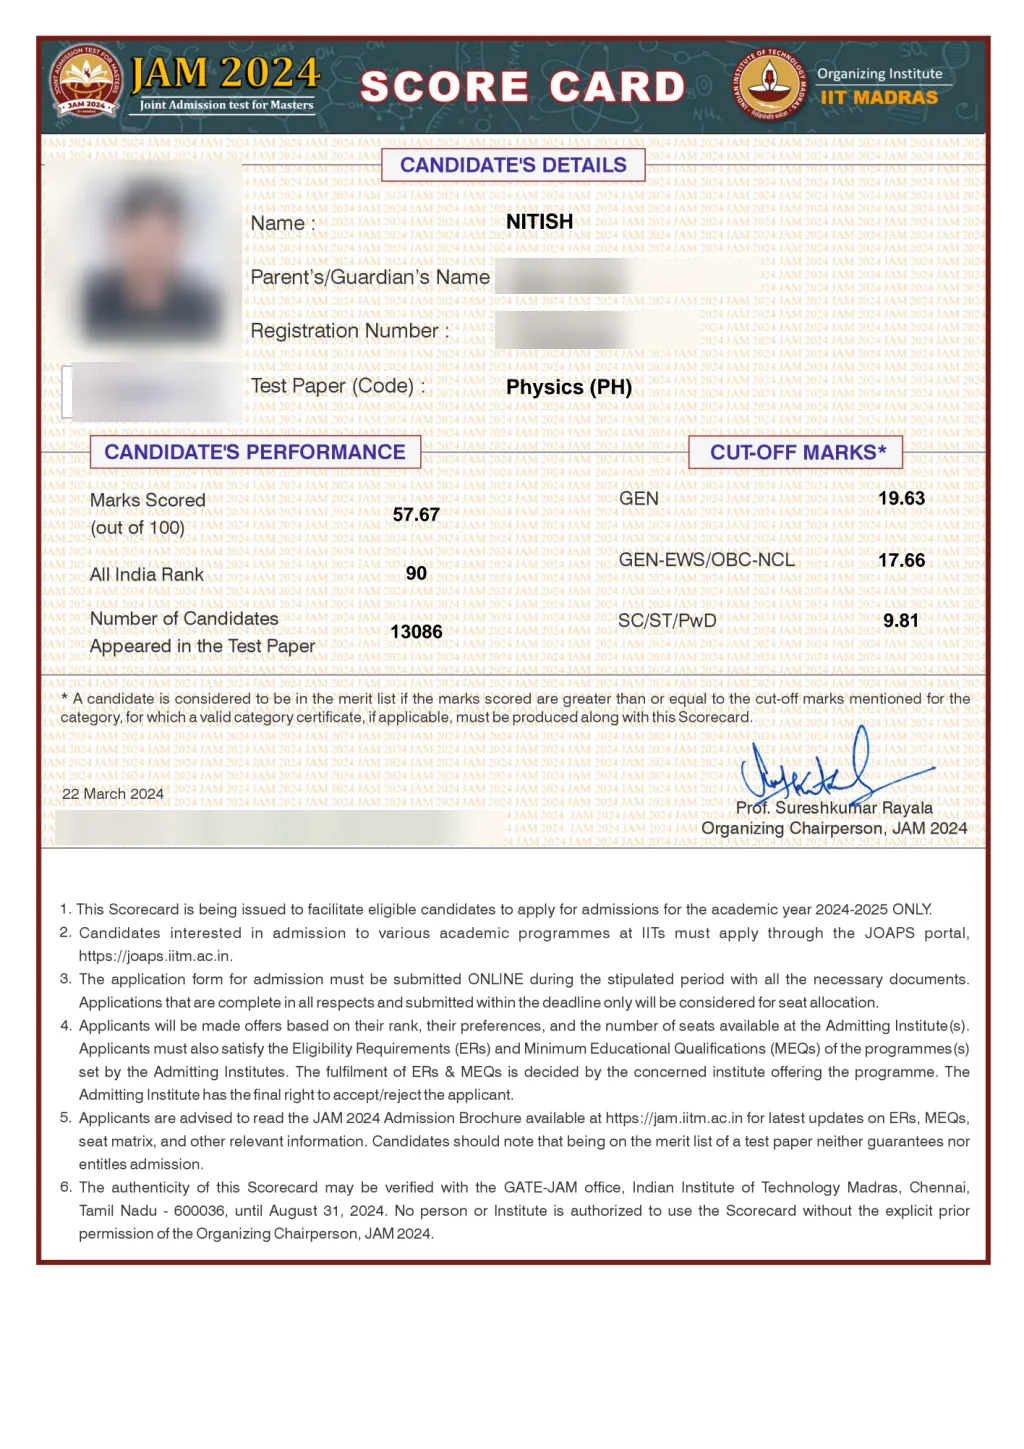 JAM 2024
Joint Admission test for Masters
SCORE CARD
Organizing Institute
IIT MADRAS
JOINT ADMISSION TEST FOR MASTERS
JAM 2024
INDIAN INSTITUTE OF TECHNOLOGY MADRAS
CANDIDATE'S DETAILS
Name : NITISH
Parent's/Guardian's Name
Registration Number :
Test Paper (Code) : Physics (PH)
CANDIDATE'S PERFORMANCE
Marks Scored
(out of 100) 57.67
All India Rank 90
Number of Candidates
Appeared in the Test Paper 13086
CUT-OFF MARKS*
GEN 19.63
GEN-EWS/OBC-NCL 17.66
SC/ST/PwD 9.81
* A candidate is considered to be in the merit list if the marks scored are greater than or equal to the cut-off marks mentioned for the
category, for which a valid category certificate, if applicable, must be produced along with this Scorecard.
22 March 2024
Prof. Sureshkumar Rayala
Organizing Chairperson, JAM 2024
1. This Scorecard is being issued to facilitate eligible candidates to apply for admissions for the academic year 2024-2025 ONLY.
2. Candidates interested in admission to various academic programmes at IITs must apply through the JOAPS portal,
https://joaps.iitm.ac.in.
3. The application form for admission must be submitted ONLINE during the stipulated period with all the necessary documents.
Applications that are complete in all respects and submitted within the deadline only will be considered for seat allocation.
4. Applicants will be made offers based on their rank, their preferences, and the number of seats available at the Admitting Institute(s).
Applicants must also satisfy the Eligibility Requirements (ERs) and Minimum Educational Qualifications (MEQs) of the programmes(s)
set by the Admitting Institutes. The fulfilment of ERs & MEQs is decided by the concerned institute offering the programme. The
Admitting Institute has the final right to accept/reject the applicant.
5. Applicants are advised to read the JAM 2024 Admission Brochure available at https://jam.iitm.ac.in for latest updates on ERs, MEQs,
seat matrix, and other relevant information. Candidates should note that being on the merit list of a test paper neither guarantees nor
entitles admission.
6. The authenticity of this Scorecard may be verified with the GATE-JAM office, Indian Institute of Technology Madras, Chennai,
Tamil Nadu - 600036, until August 31, 2024. No person or Institute is authorized to use the Scorecard without the explicit prior
permission of the Organizing Chairperson, JAM 2024.